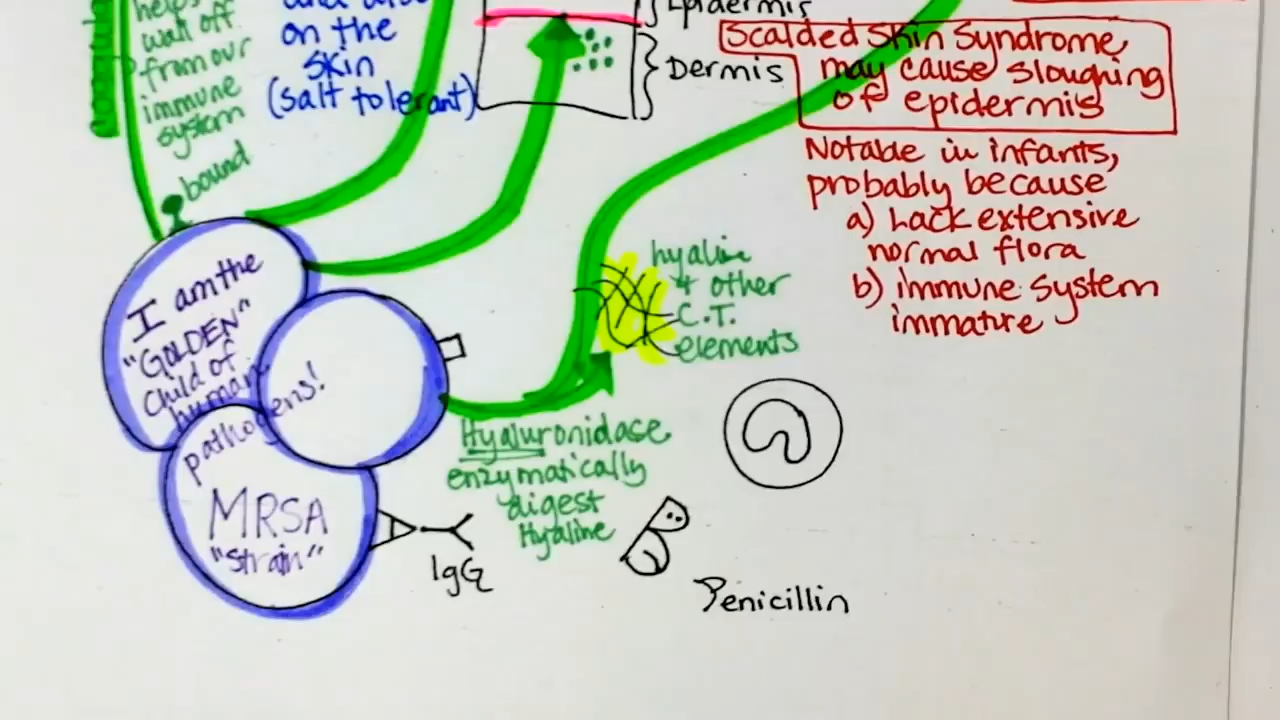 helps
wall off
from our
immune
system
bound
and also
on the
skin
(salt tolerant)
Epidermis
Dermis
Scalded Skin Syndrome
may cause sloughing
of epidermis
Notable in infants,
probably because
a) Lack extensive
normal flora
b) immune system
immature
hyaline
+ other
C.T.
elements
I am the
"GOLDEN"
child of
human
pathogens!
MRSA
"strain"
IgG
Hyaluronidase
enzymatically
digest
Hyaline
Penicillin